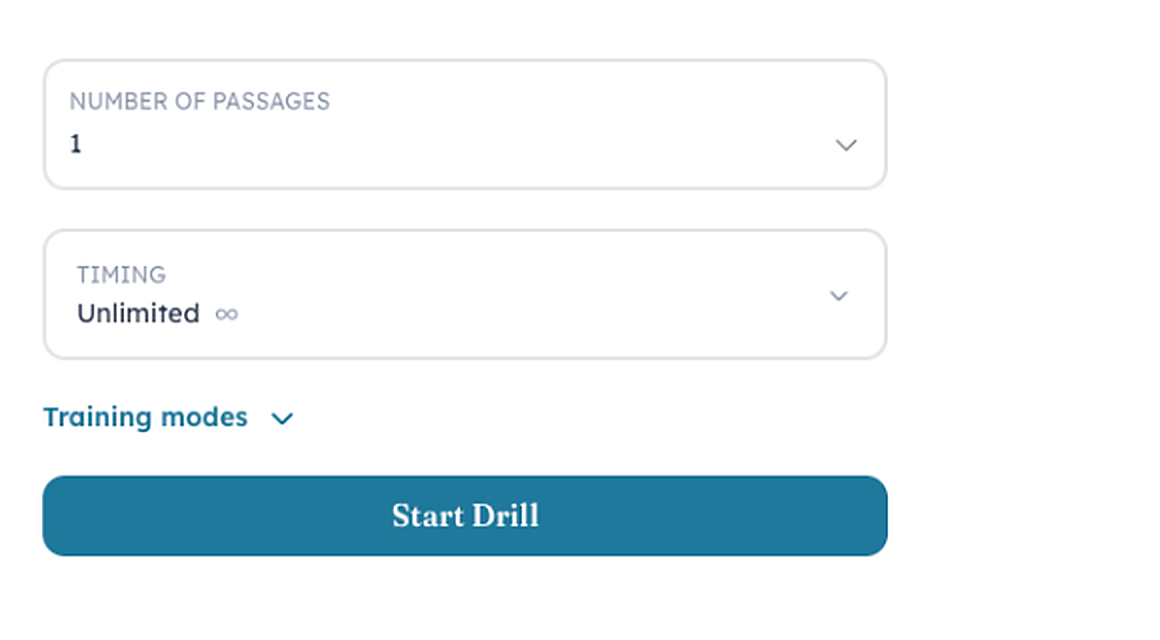 NUMBER OF PASSAGES
1
TIMING
Unlimited ∞
Training modes
Start Drill